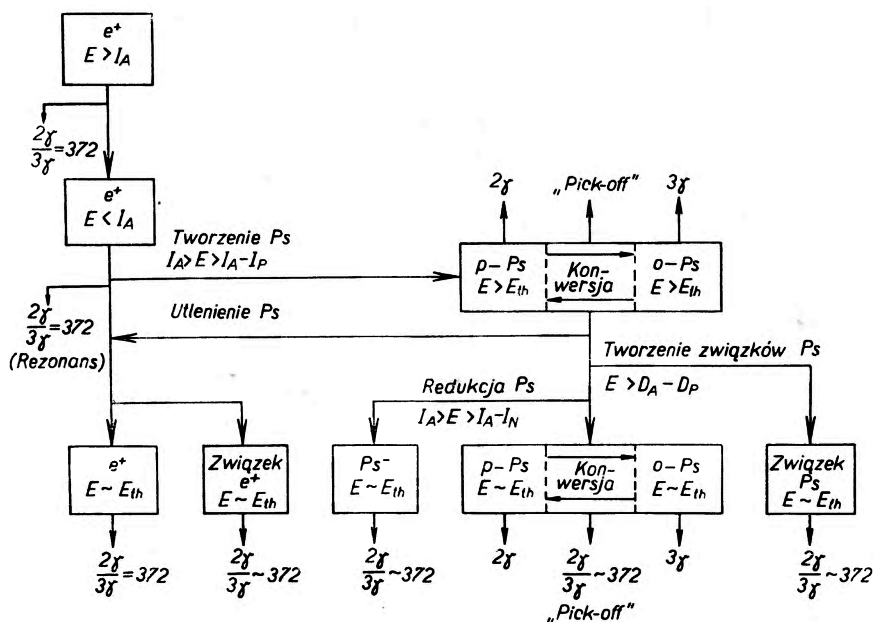 e⁺
E > I_A
2γ/3γ = 372
e⁺
E < I_A
2γ
„Pick-off”
3γ
Tworzenie Ps
I_A > E > I_A – I_P
p – Ps
E > E_th
Kon-
wersja
o – Ps
E > E_th
2γ/3γ = 372
(Rezonans)
Utlenienie Ps
Tworzenie związków Ps
E > D_A – D_P
Redukcja Ps
I_A > E > I_A – I_N
e⁺
E ~ E_th
Związek
e⁺
E ~ E_th
Ps⁻
E ~ E_th
p – Ps
E ~ E_th
Kon-
wersja
o – Ps
E ~ E_th
Związek
Ps
E ~ E_th
2γ/3γ = 372
2γ/3γ ~ 372
2γ/3γ ~ 372
2γ
2γ/3γ ~ 372
„Pick-off”
3γ
2γ/3γ ~ 372